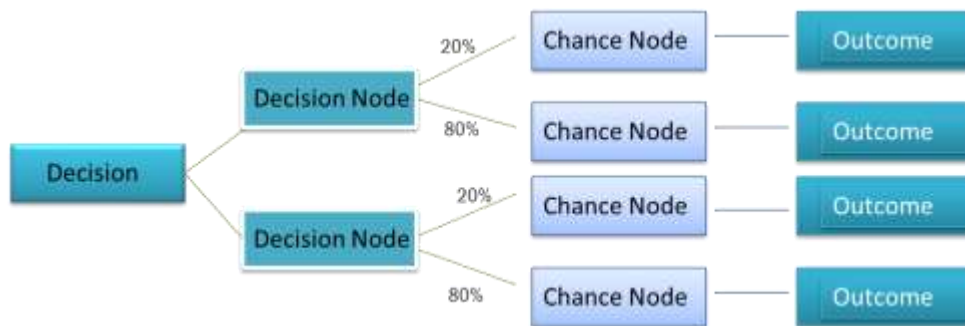 20%
Chance Node
Outcome
Decision Node
80%
Chance Node
Outcome
Decision
20%
Chance Node
Outcome
Decision Node
80%
Chance Node
Outcome